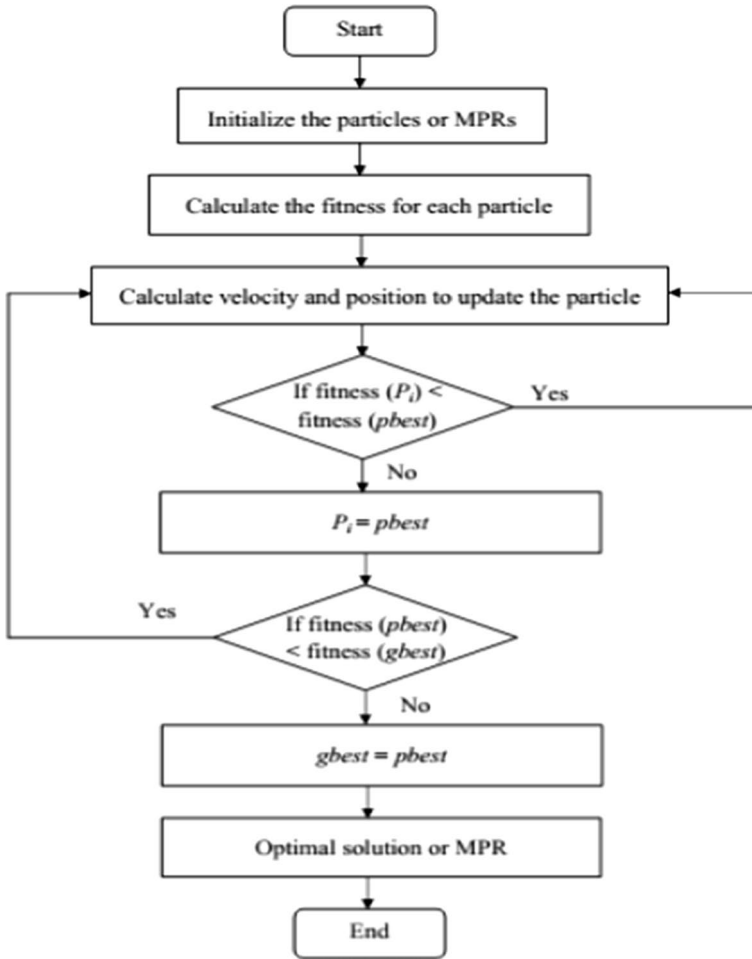 Start
Initialize the particles or MPRs
Calculate the fitness for each particle
Calculate velocity and position to update the particle
If fitness (Pᵢ) <
fitness (pbest)
Yes
No
Pᵢ = pbest
Yes
If fitness (pbest)
< fitness (gbest)
No
gbest = pbest
Optimal solution or MPR
End